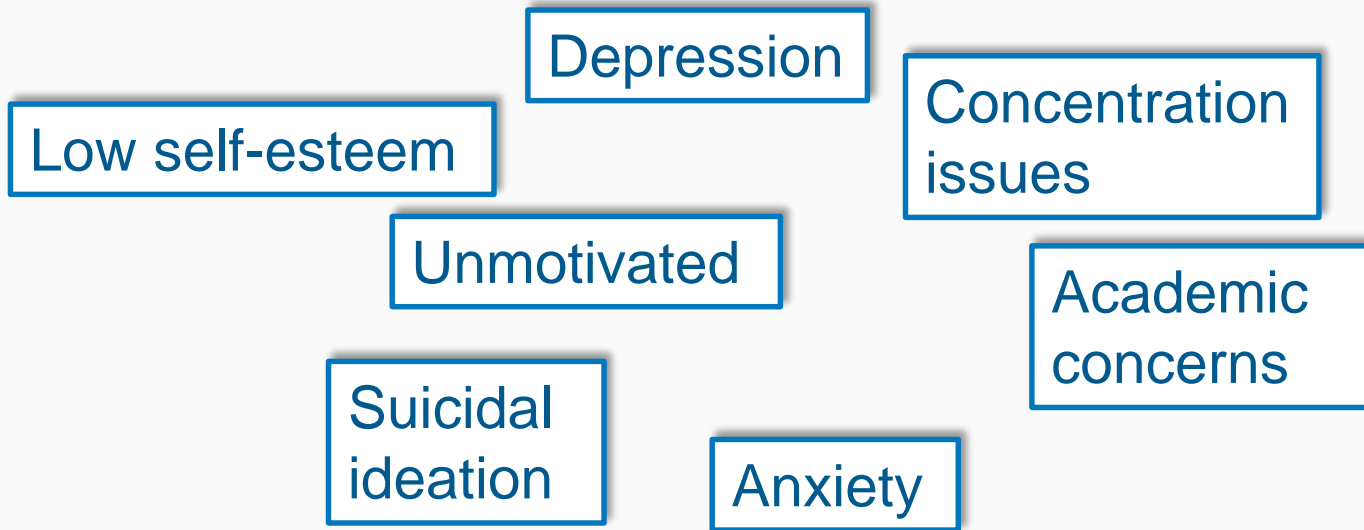 Depression
Concentration
issues
Low self-esteem
Unmotivated
Academic
concerns
Suicidal
ideation
Anxiety